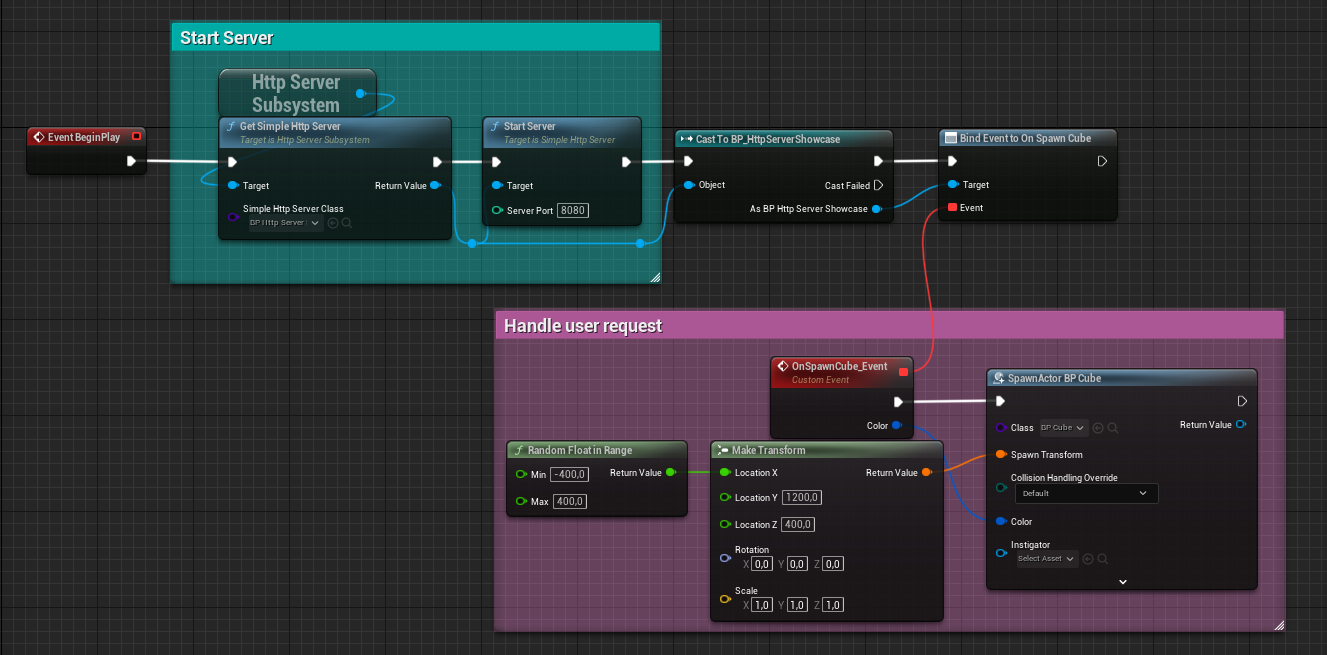 Start Server
Http Server
Subsystem
Event BeginPlay
Get Simple Http Server
Target is Http Server Subsystem
Target
Return Value
Simple Http Server Class
BP Http Server
Start Server
Target is Simple Http Server
Target
Server Port 8080
Cast To BP_HttpServerShowcase
Object
Cast Failed
As BP Http Server Showcase
Bind Event to On Spawn Cube
Target
Event
Handle user request
OnSpawnCube_Event
Custom Event
Color
Random Float in Range
Min -400,0
Return Value
Max 400,0
Make Transform
Location X
Return Value
Location Y 1200,0
Location Z 400,0
Rotation
X 0,0 Y 0,0 Z 0,0
Scale
X 1,0 Y 1,0 Z 1,0
SpawnActor BP Cube
Class BP Cube
Return Value
Spawn Transform
Collision Handling Override
Default
Color
Instigator
Select Asset